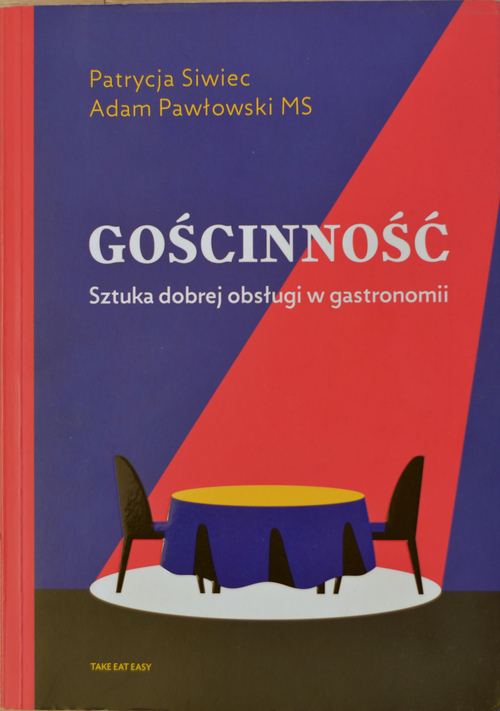 Patrycja Siwiec
Adam Pawłowski MS
GOŚCINNOŚĆ
Sztuka dobrej obsługi w gastronomii
TAKE EAT EASY